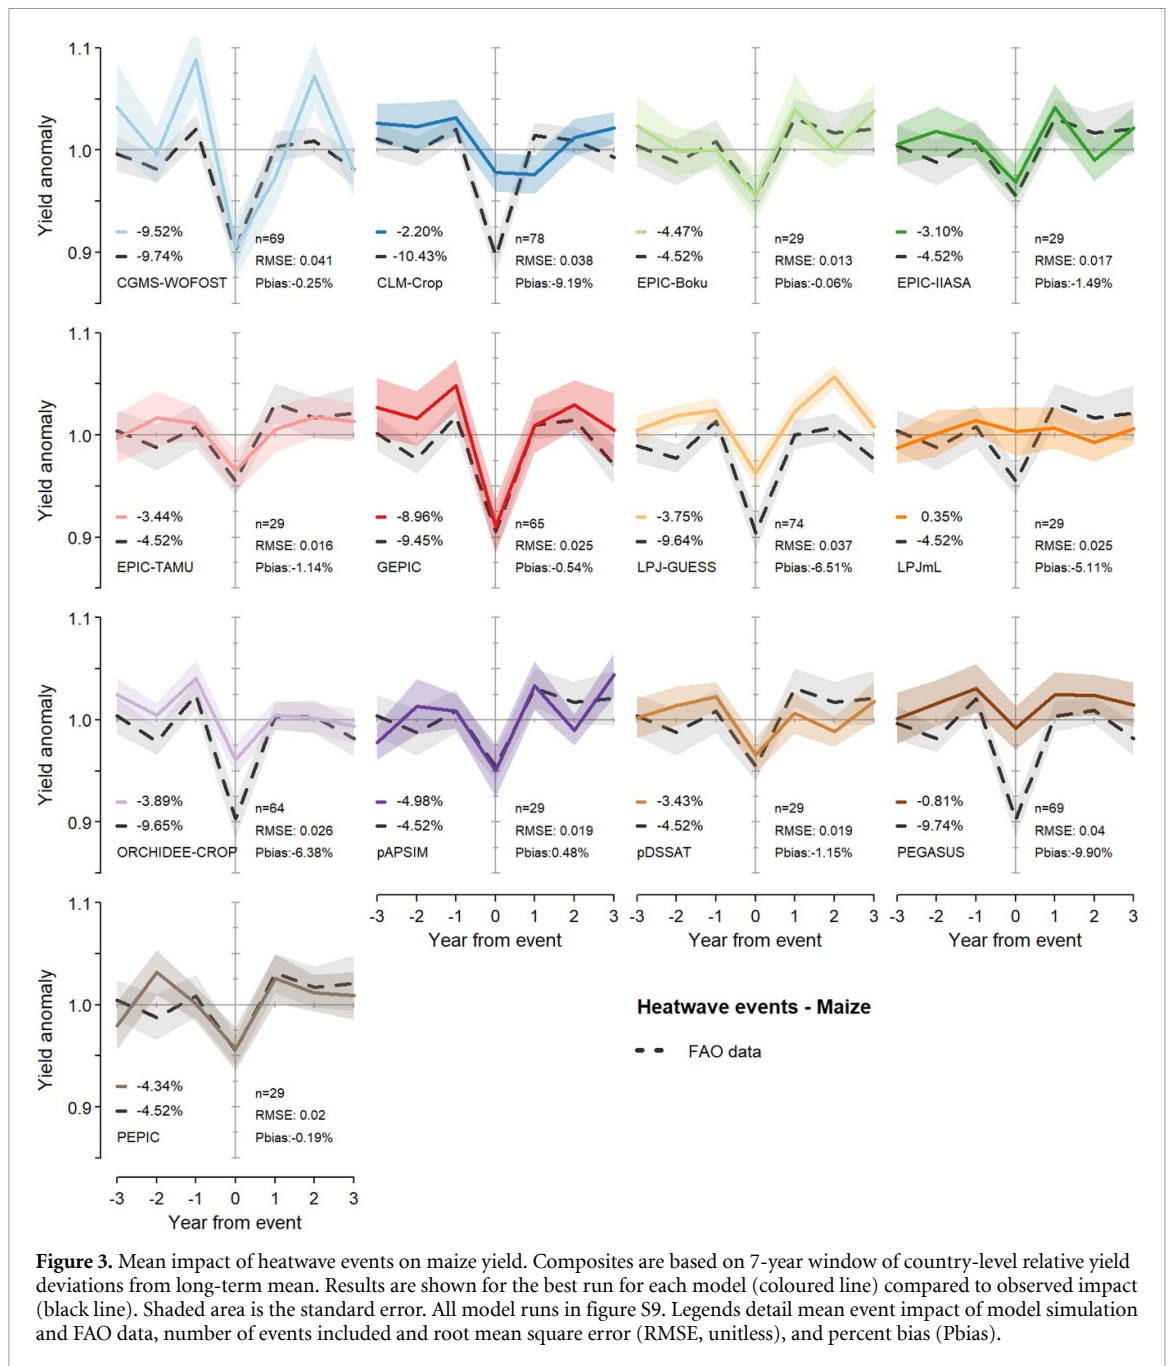 Yield anomaly
1.1
1.0
0.9
-9.52%
-9.74%
CGMS-WOFOST
n=69
RMSE: 0.041
Pbias:-0.25%
-2.20%
-10.43%
CLM-Crop
n=78
RMSE: 0.038
Pbias:-9.19%
-4.47%
-4.52%
EPIC-Boku
n=29
RMSE: 0.013
Pbias:-0.06%
-3.10%
-4.52%
EPIC-IIASA
n=29
RMSE: 0.017
Pbias:-1.49%
Yield anomaly
1.1
1.0
0.9
-3.44%
-4.52%
EPIC-TAMU
n=29
RMSE: 0.016
Pbias:-1.14%
-8.96%
-9.45%
GEPIC
n=65
RMSE: 0.025
Pbias:-0.54%
-3.75%
-9.64%
LPJ-GUESS
n=74
RMSE: 0.037
Pbias:-6.51%
0.35%
-4.52%
LPJmL
n=29
RMSE: 0.025
Pbias:-5.11%
Yield anomaly
1.1
1.0
0.9
-3.89%
-9.65%
ORCHIDEE-CROP
n=64
RMSE: 0.026
Pbias:-6.38%
-4.98%
-4.52%
pAPSIM
n=29
RMSE: 0.019
Pbias:0.48%
-3.43%
-4.52%
pDSSAT
n=29
RMSE: 0.019
Pbias:-1.15%
-0.81%
-9.74%
PEGASUS
n=69
RMSE: 0.04
Pbias:-9.90%
-3 -2 -1 0 1 2 3
Year from event
-3 -2 -1 0 1 2 3
Year from event
-3 -2 -1 0 1 2 3
Year from event
Yield anomaly
1.1
1.0
0.9
-4.34%
-4.52%
PEPIC
n=29
RMSE: 0.02
Pbias:-0.19%
-3 -2 -1 0 1 2 3
Year from event
Heatwave events - Maize
FAO data
Figure 3. Mean impact of heatwave events on maize yield. Composites are based on 7-year window of country-level relative yield
deviations from long-term mean. Results are shown for the best run for each model (coloured line) compared to observed impact
(black line). Shaded area is the standard error. All model runs in figure S9. Legends detail mean event impact of model simulation
and FAO data, number of events included and root mean square error (RMSE, unitless), and percent bias (Pbias).